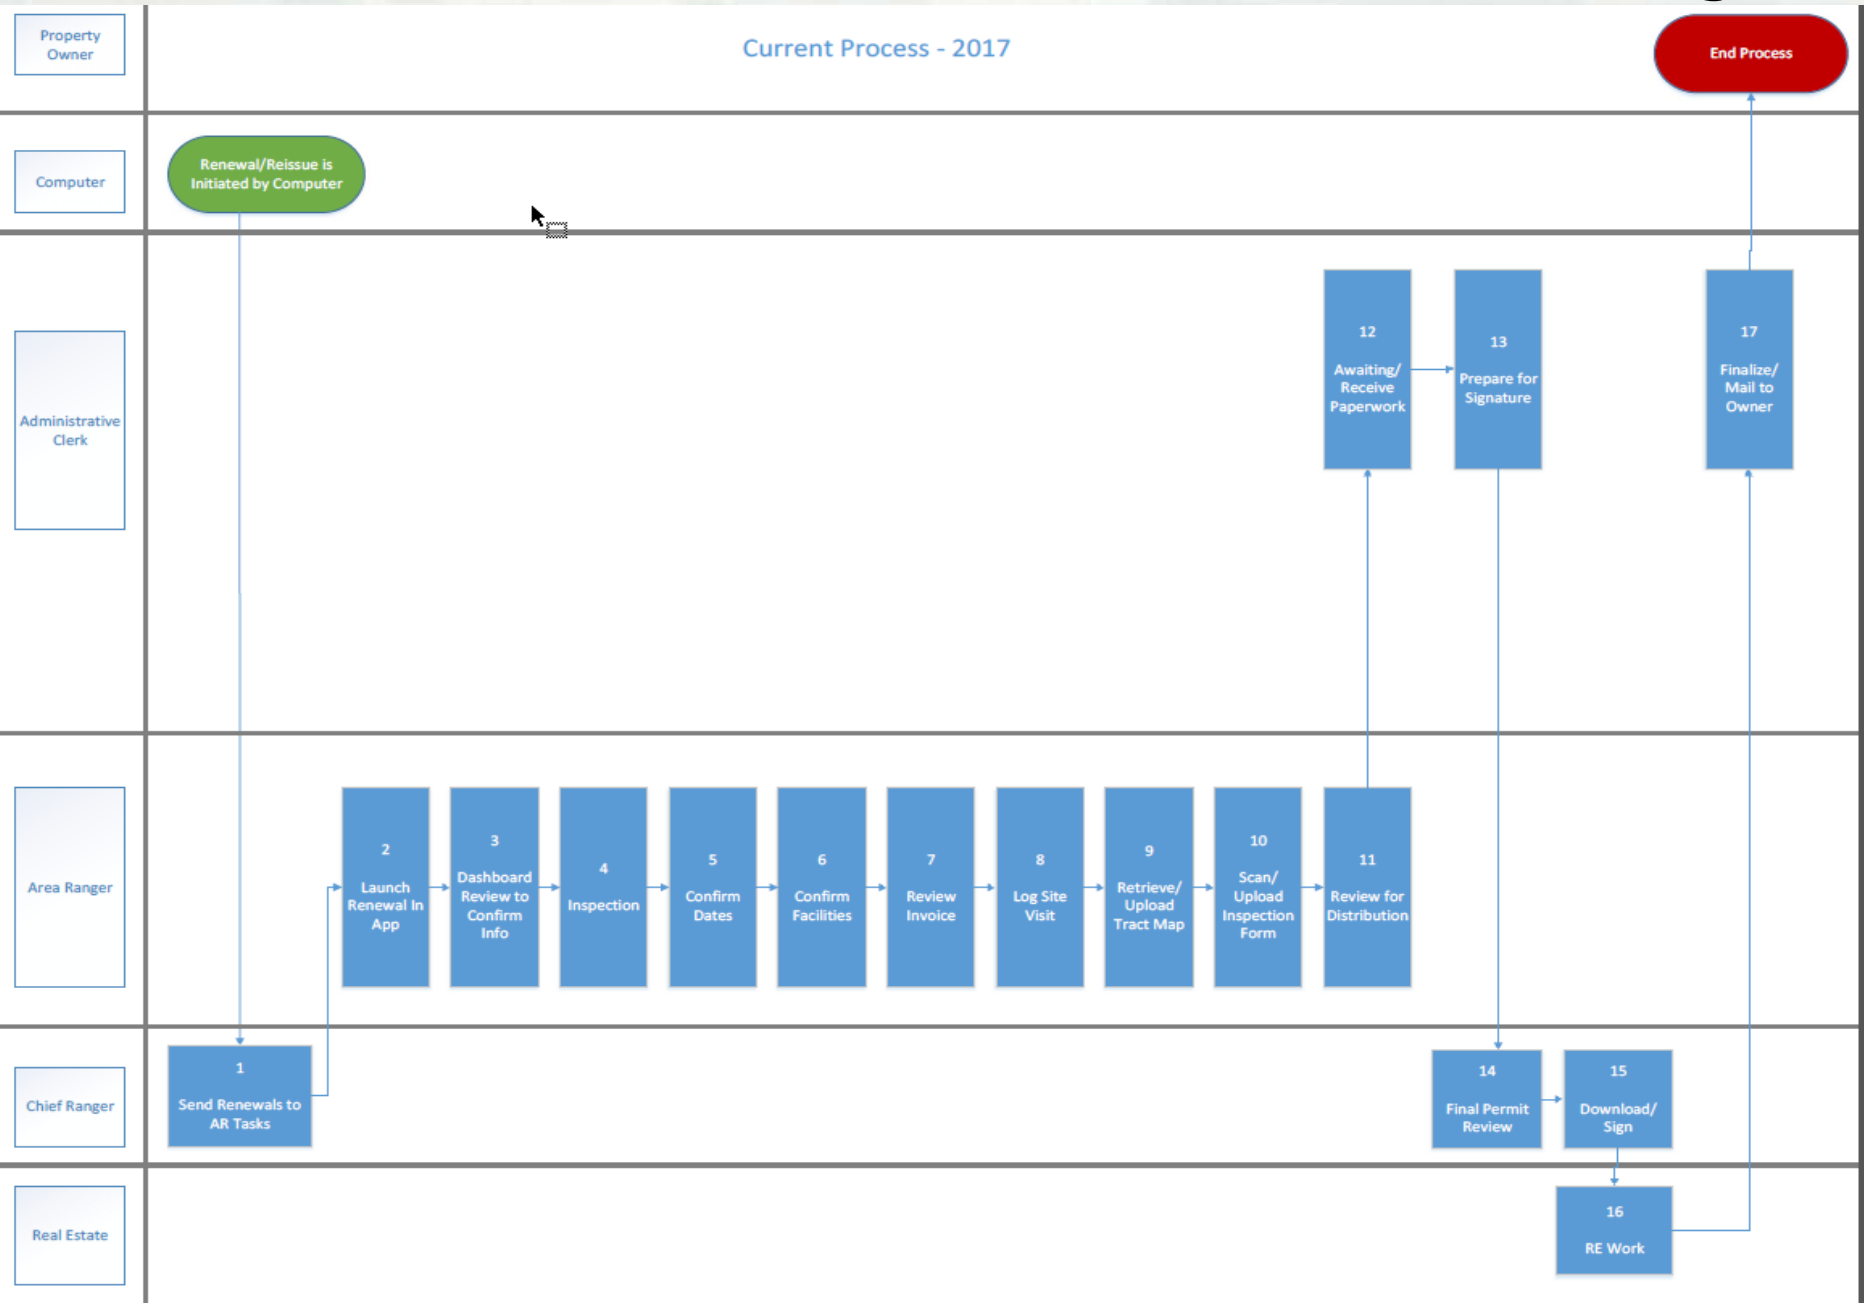 Property
Owner
Current Process - 2017
End Process
Computer
Renewal/Reissue is
Initiated by Computer
Administrative
Clerk
12
Awaiting/
Receive
Paperwork
13
Prepare for
Signature
17
Finalize/
Mail to
Owner
Area Ranger
2
Launch
Renewal In
App
3
Dashboard
Review to
Confirm
Info
4
Inspection
5
Confirm
Dates
6
Confirm
Facilities
7
Review
Invoice
8
Log Site
Visit
9
Retrieve/
Upload
Tract Map
10
Scan/
Upload
Inspection
Form
11
Review for
Distribution
Chief Ranger
1
Send Renewals to
AR Tasks
14
Final Permit
Review
15
Download/
Sign
Real Estate
16
RE Work